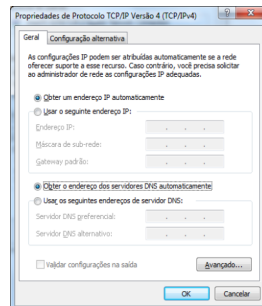 Propriedades de Protocolo TCP/IP Versão 4 (TCP/IPv4)
Geral
Configuração alternativa
As configurações IP podem ser atribuídas automaticamente se a rede
oferecer suporte a esse recurso. Caso contrário, você precisa solicitar
ao administrador de rede as configurações IP adequadas.
Obter um endereço IP automaticamente
Usar o seguinte endereço IP:
Endereço IP:
Máscara de sub-rede:
Gateway padrão:
Obter o endereço dos servidores DNS automaticamente
Usar os seguintes endereços de servidor DNS:
Servidor DNS preferencial:
Servidor DNS alternativo:
Validar configurações na saída
Avançado...
OK
Cancelar